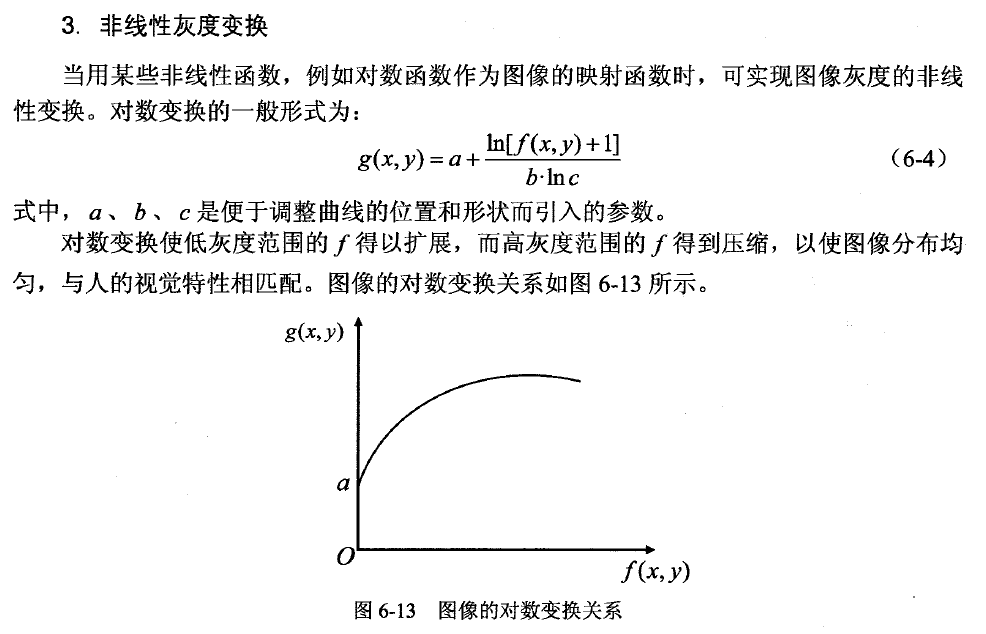 3. 非线性灰度变换
当用某些非线性函数，例如对数函数作为图像的映射函数时，可实现图像灰度的非线
性变换。对数变换的一般形式为：
g(x,y) = a + ln[f(x,y)+1] / b·ln c （6-4）
式中，a、b、c是便于调整曲线的位置和形状而引入的参数。
对数变换使低灰度范围的 f 得以扩展，而高灰度范围的 f 得到压缩，以使图像分布均
匀，与人的视觉特性相匹配。图像的对数变换关系如图 6-13 所示。
g(x,y)
a
O
f(x,y)
图 6-13 图像的对数变换关系